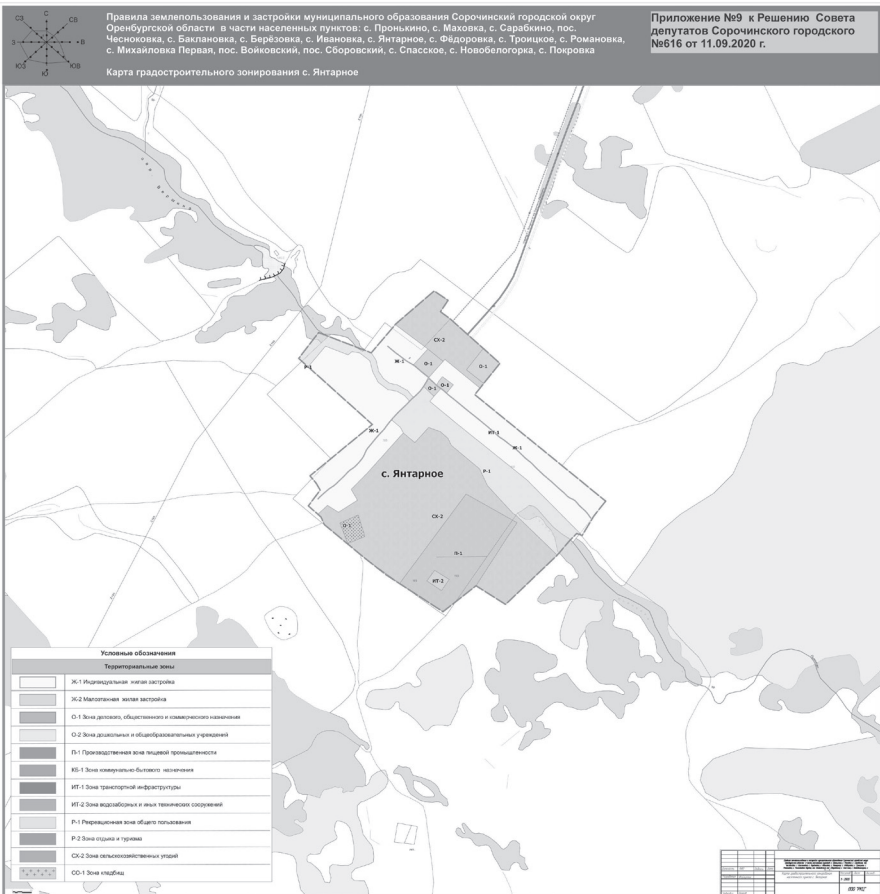 С
СЗ
СВ
З
В
ЮЗ
ЮВ
Ю
Правила землепользования и застройки муниципального образования Сорочинский городской округ
Оренбургской области в части населенных пунктов: с. Пронькино, с. Маховка, с. Сарабкино, пос.
Чесноковка, с. Баклановка, с. Берёзовка, с. Ивановка, с. Янтарное, с. Фёдоровка, с. Троицкое, с. Романовка,
с. Михайловка Первая, пос. Войковский, пос. Сборовский, с. Спасское, с. Новобелогорка, с. Покровка
Карта градостроительного зонирования с. Янтарное
Приложение №9 к Решению Совета
депутатов Сорочинского городского
№616 от 11.09.2020 г.
СХ-2
Ж-1
О-1
О-1
Р-1
О-1
О-1
Ж-1
ИТ-1
Ж-1
с. Янтарное
Р-1
СХ-2
О-1
П-1
ИТ-2
Условные обозначения
Территориальные зоны
Ж-1 Индивидуальная жилая застройка
Ж-2 Малоэтажная жилая застройка
О-1 Зона делового, общественного и коммерческого назначения
О-2 Зона дошкольных и общеобразовательных учреждений
П-1 Производственная зона пищевой промышленности
КБ-1 Зона коммунально-бытового назначения
ИТ-1 Зона транспортной инфраструктуры
ИТ-2 Зона водозаборных и иных технических сооружений
Р-1 Рекреационная зона общего пользования
Р-2 Зона отдыха и туризма
СХ-2 Зона сельскохозяйственных угодий
СО-1 Зона кладбищ